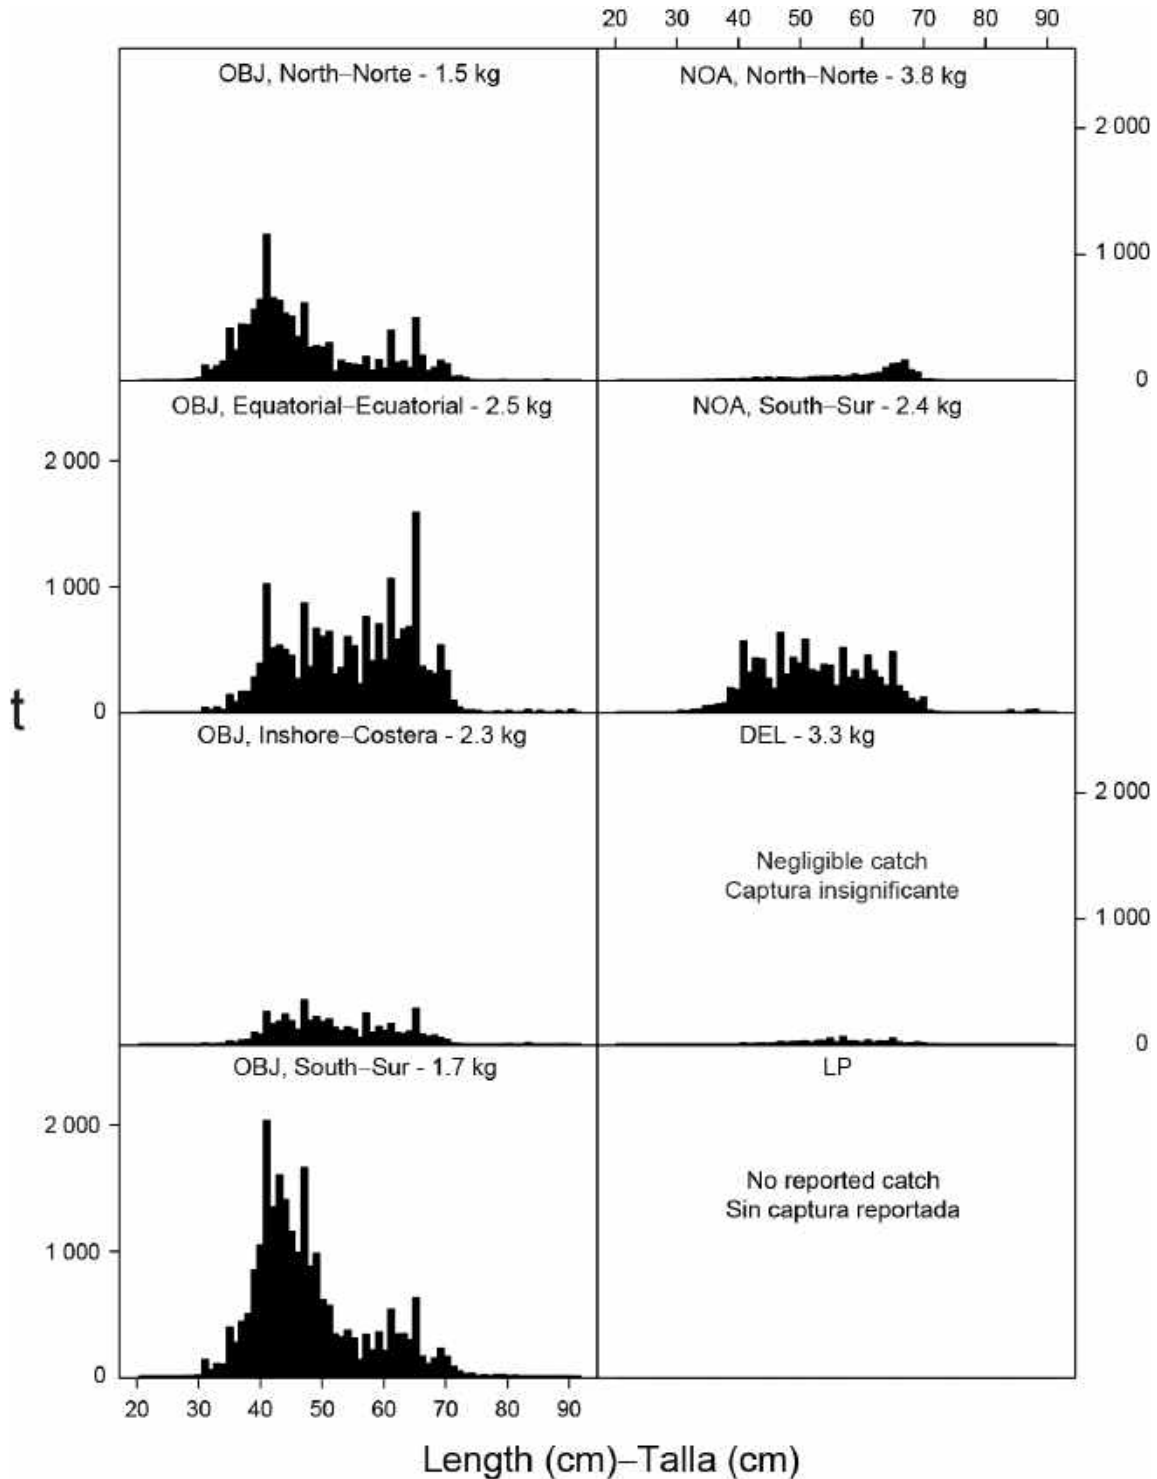 20 30 40 50 60 70 80 90
OBJ, North–Norte - 1.5 kg
NOA, North–Norte - 3.8 kg
2 000
1 000
0
OBJ, Equatorial–Ecuatorial - 2.5 kg
NOA, South–Sur - 2.4 kg
2 000
1 000
0
t
OBJ, Inshore–Costera - 2.3 kg
DEL - 3.3 kg
2 000
Negligible catch
Captura insignificante
1 000
0
OBJ, South–Sur - 1.7 kg
LP
2 000
No reported catch
Sin captura reportada
1 000
0
20 30 40 50 60 70 80 90
Length (cm)–Talla (cm)